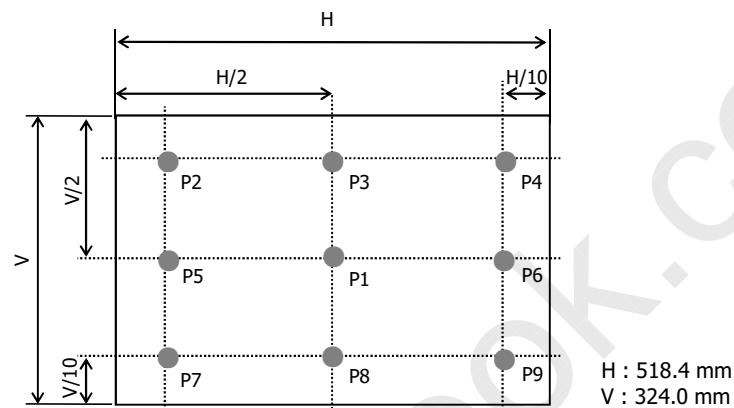 H
H/2
H/10
V
V/2
P2
P3
P4
P5
P1
P6
V/10
P7
P8
P9
H : 518.4 mm
V : 324.0 mm